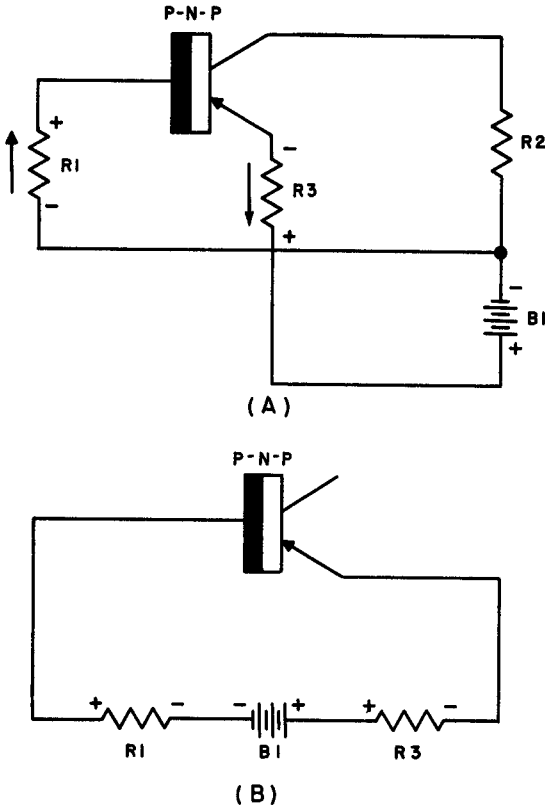 P-N-P
+
R1
-
-
R3
+
R2
-
B1
+
(A)
P-N-P
+ - - + + -
R1 B1 R3
(B)